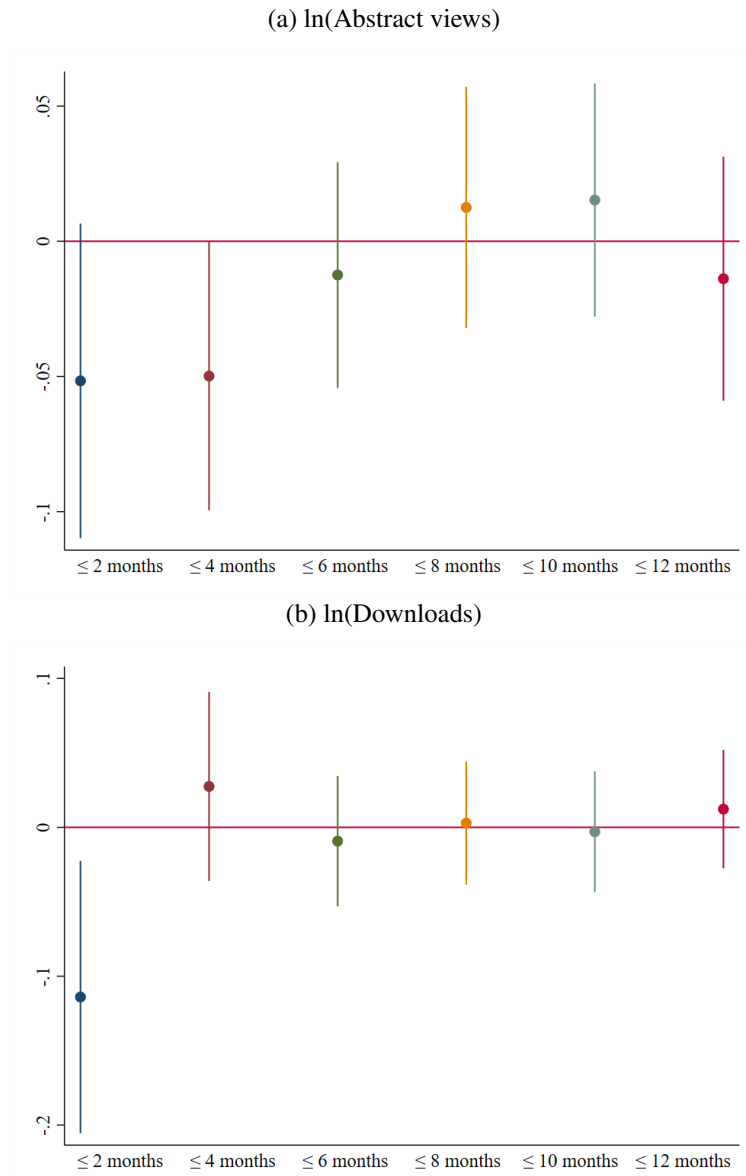 (a) ln(Abstract views)
.05
0
-.05
-.1
≤ 2 months ≤ 4 months ≤ 6 months ≤ 8 months ≤ 10 months ≤ 12 months
(b) ln(Downloads)
.1
0
-.1
-.2
≤ 2 months ≤ 4 months ≤ 6 months ≤ 8 months ≤ 10 months ≤ 12 months